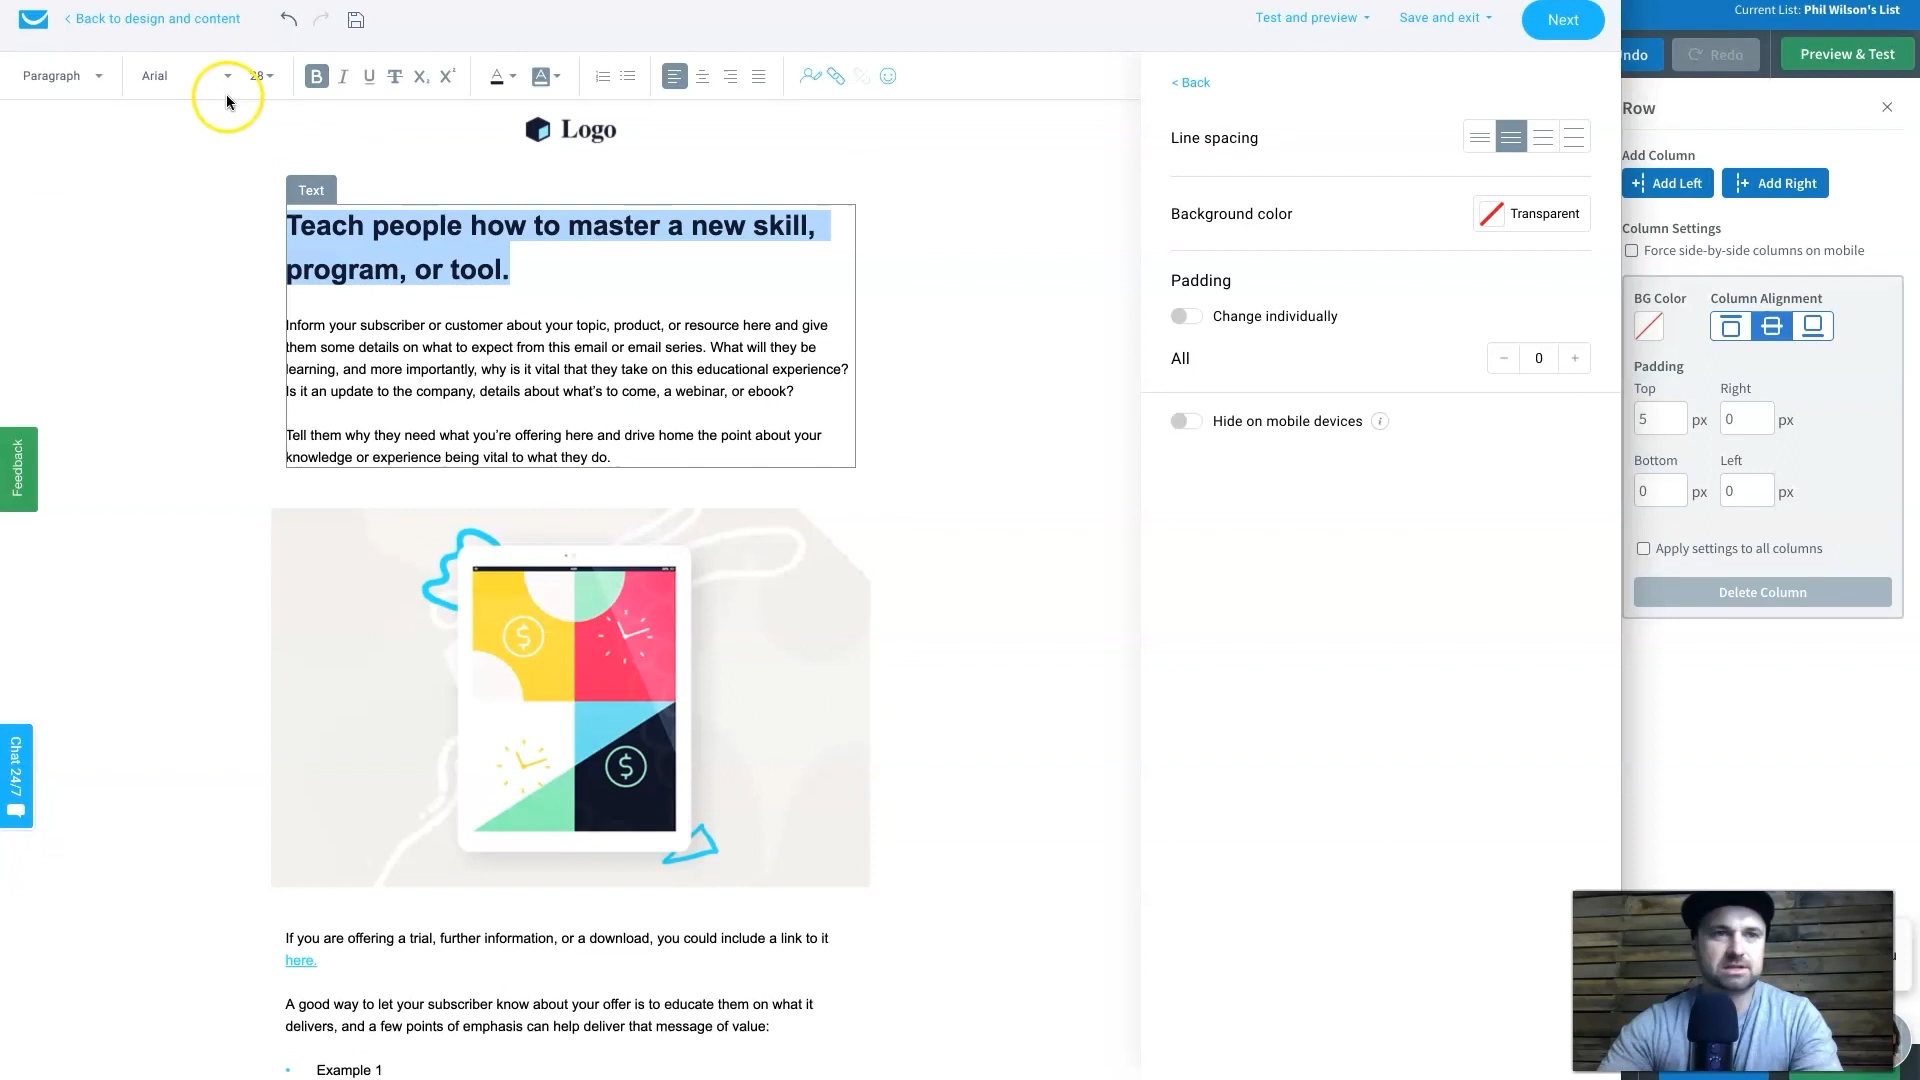 Back to design and content
Test and preview
Save and exit
Next
Current List: Phil Wilson's List
Redo
Preview & Test
Paragraph
Arial
28
B I U T X X A A
< Back
Line spacing
Background color
Transparent
Padding
Change individually
All
0
Hide on mobile devices
Logo
Text
Teach people how to master a new skill,
program, or tool.
Inform your subscriber or customer about your topic, product, or resource here and give
them some details on what to expect from this email or email series. What will they be
learning, and more importantly, why is it vital that they take on this educational experience?
Is it an update to the company, details about what's to come, a webinar, or ebook?
Tell them why they need what you're offering here and drive home the point about your
knowledge or experience being vital to what they do.
Feedback
Chat 24/7
If you are offering a trial, further information, or a download, you could include a link to it
here.
A good way to let your subscriber know about your offer is to educate them on what it
delivers, and a few points of emphasis can help deliver that message of value:
• Example 1
Row
Add Column
Add Left
Add Right
Column Settings
Force side-by-side columns on mobile
BG Color
Column Alignment
Padding
Top
Right
5 px 0 px
Bottom
Left
0 px 0 px
Apply settings to all columns
Delete Column